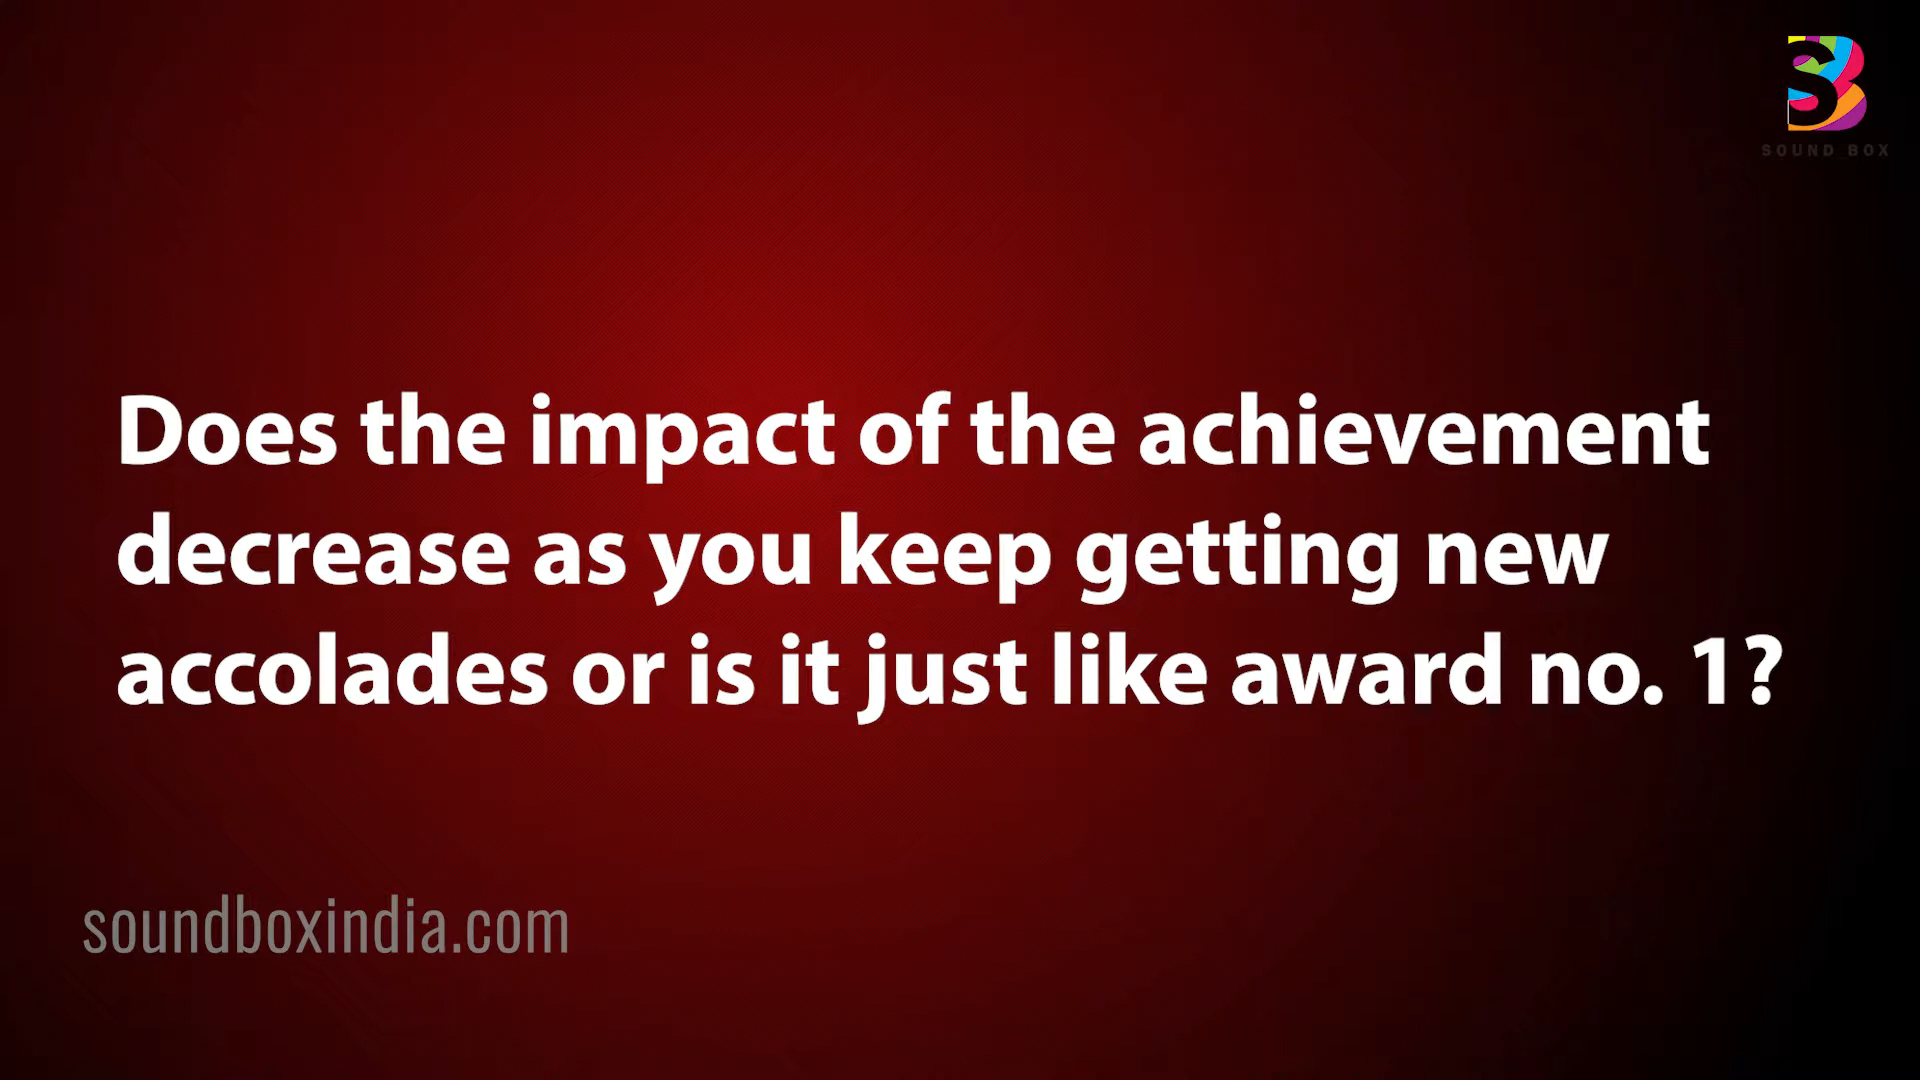 SOUND BOX
Does the impact of the achievement
decrease as you keep getting new
accolades or is it just like award no. 1?
soundboxindia.com